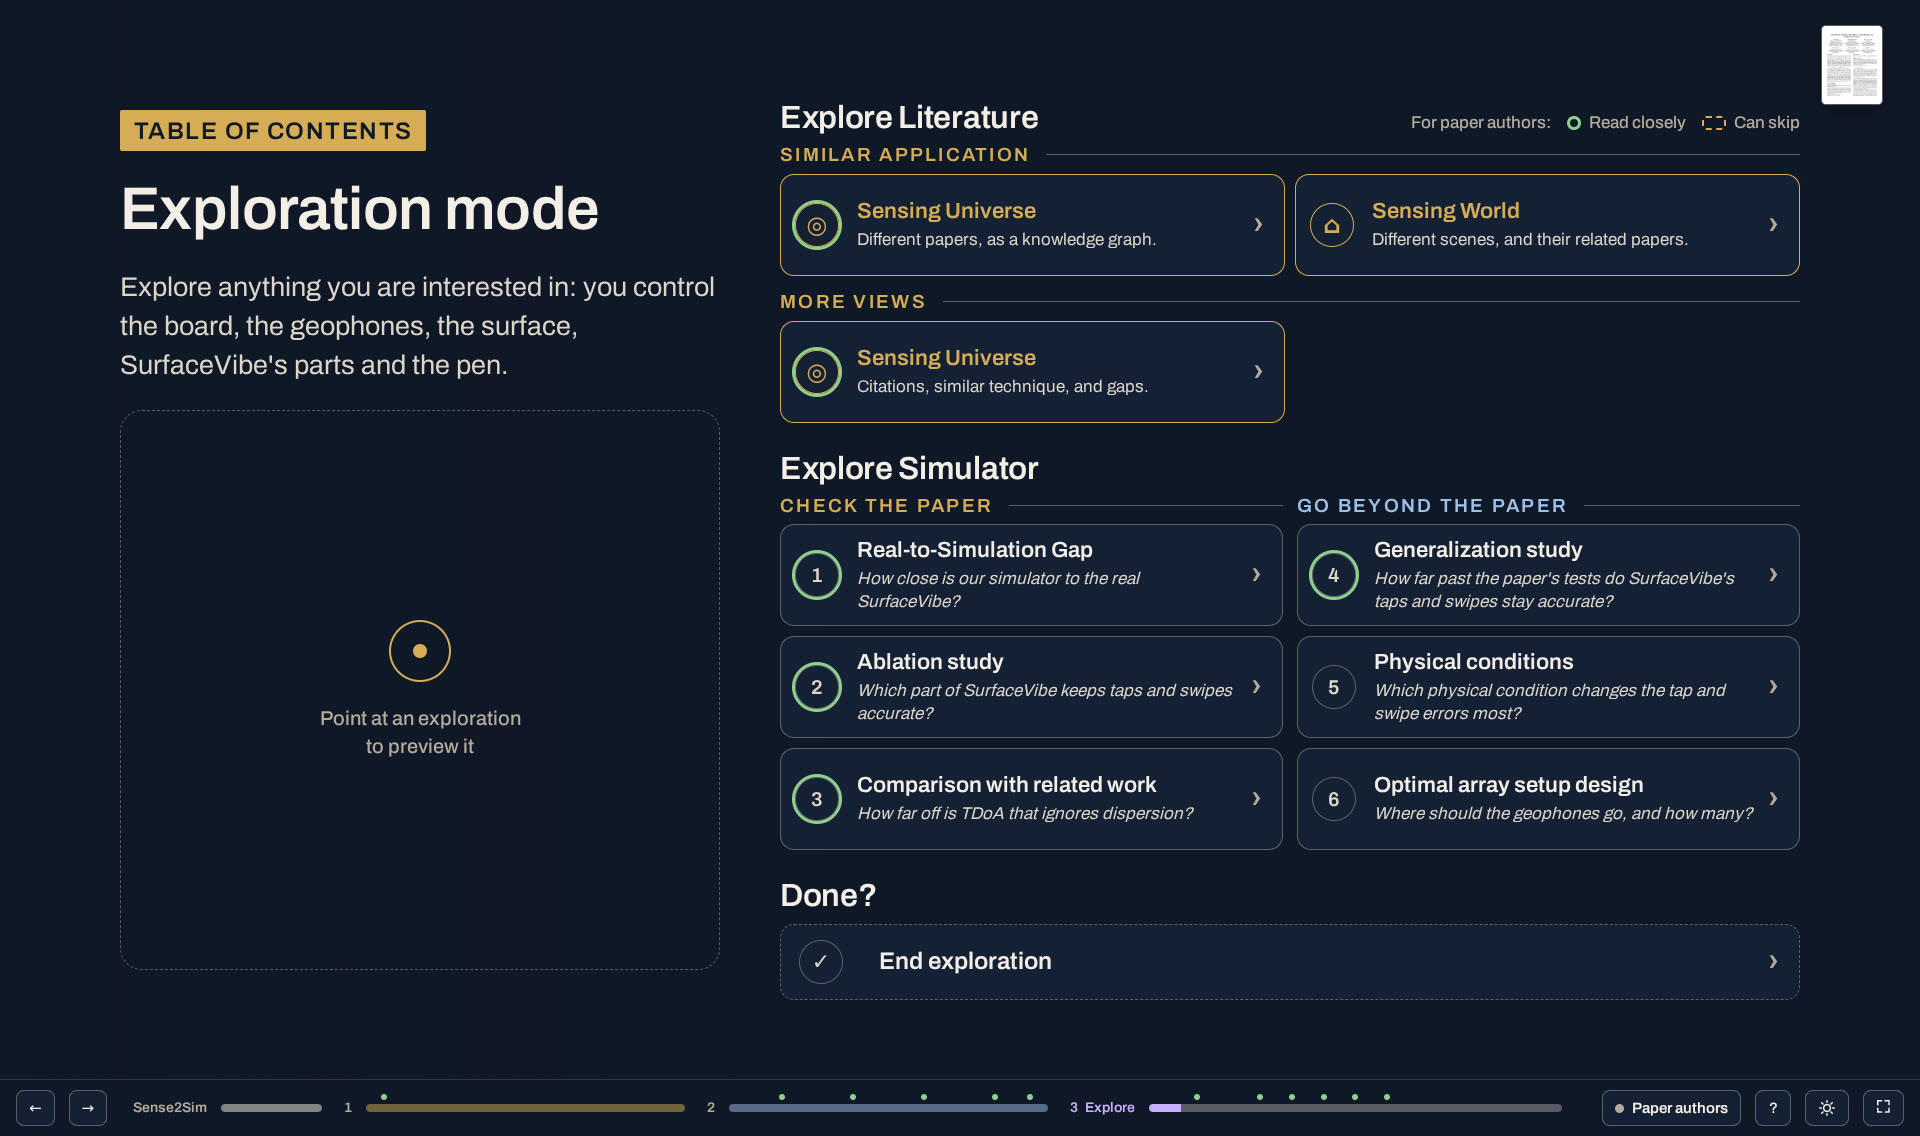 TABLE OF CONTENTS
Exploration mode
Explore anything you are interested in: you control
the board, the geophones, the surface,
SurfaceVibe's parts and the pen.
Point at an exploration
to preview it
Explore Literature
For paper authors: Read closely Can skip
SIMILAR APPLICATION
Sensing Universe
Different papers, as a knowledge graph.
Sensing World
Different scenes, and their related papers.
MORE VIEWS
Sensing Universe
Citations, similar technique, and gaps.
Explore Simulator
CHECK THE PAPER
1
Real-to-Simulation Gap
How close is our simulator to the real
SurfaceVibe?
2
Ablation study
Which part of SurfaceVibe keeps taps and swipes
accurate?
3
Comparison with related work
How far off is TDoA that ignores dispersion?
GO BEYOND THE PAPER
4
Generalization study
How far past the paper's tests do SurfaceVibe's
taps and swipes stay accurate?
5
Physical conditions
Which physical condition changes the tap and
swipe errors most?
6
Optimal array setup design
Where should the geophones go, and how many?
Done?
✓ End exploration
← → Sense2Sim 1 2 3 Explore Paper authors ?